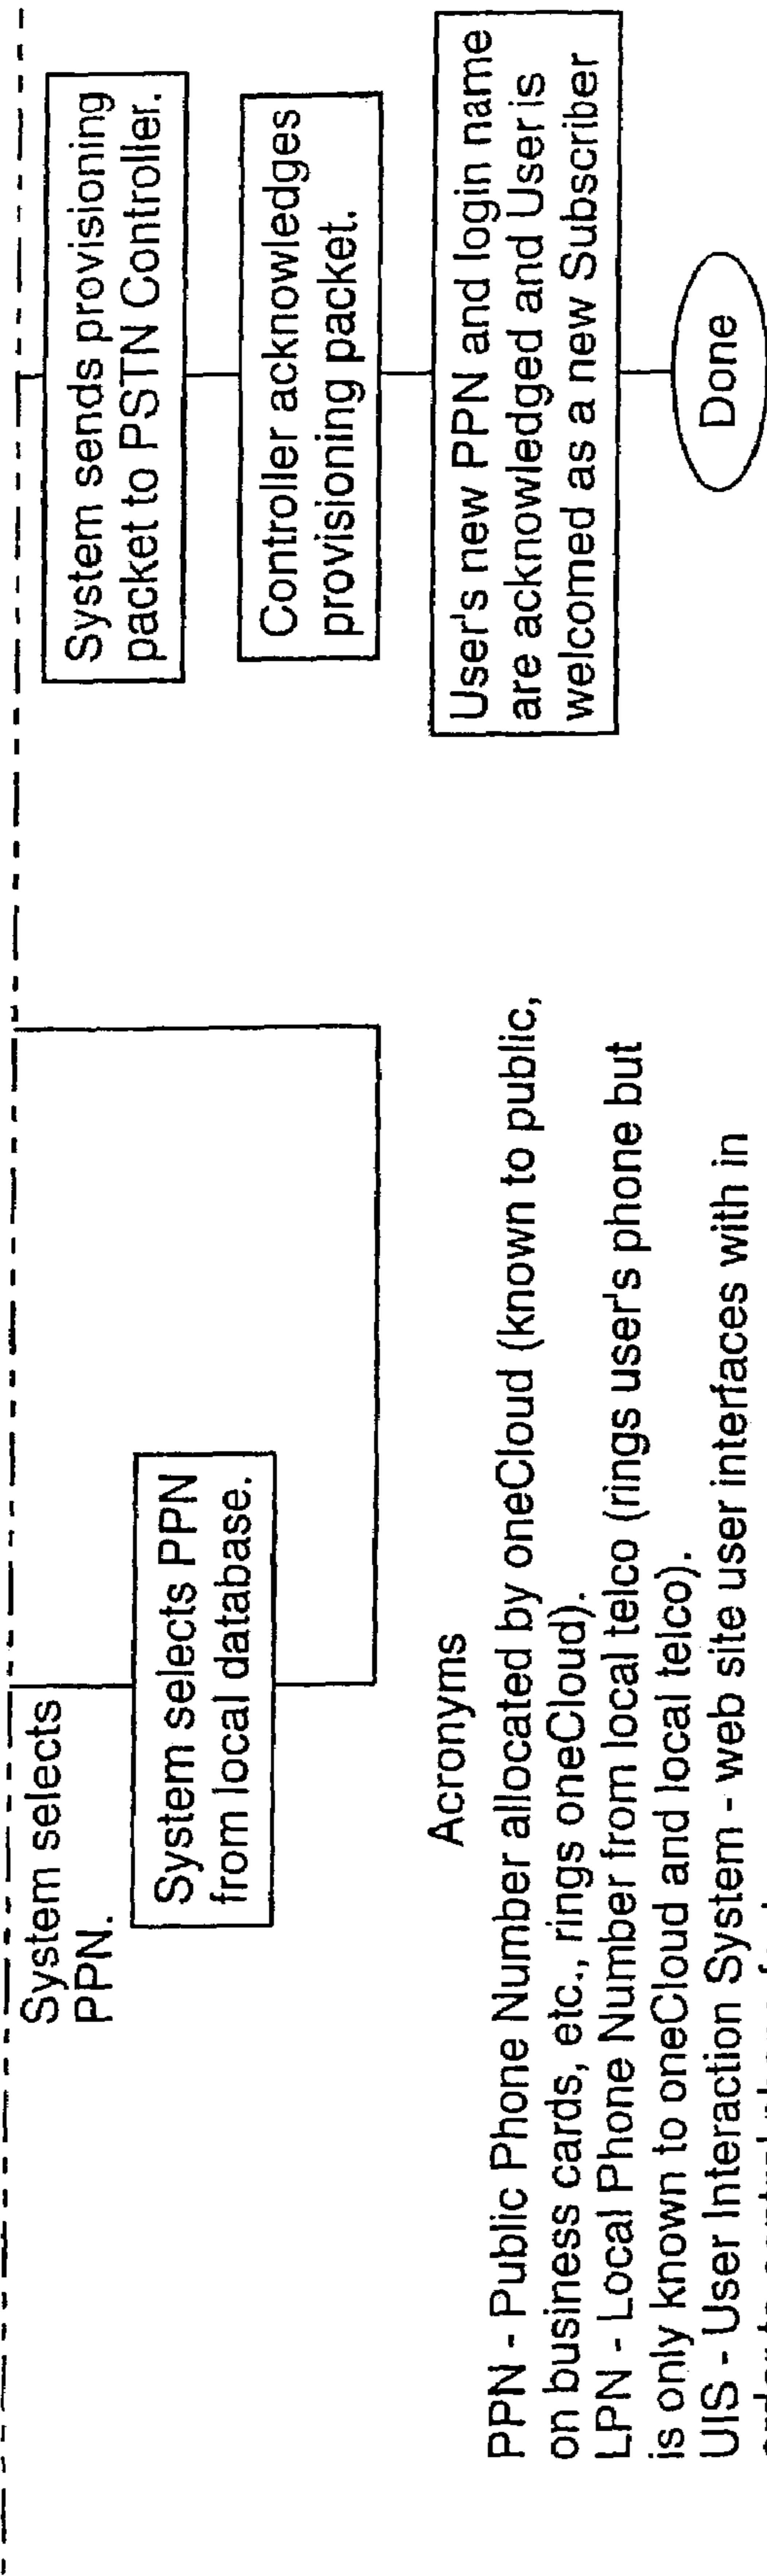 System selects
PPN.
System selects PPN
from local database.
System sends provisioning
packet to PSTN Controller.
Controller acknowledges
provisioning packet.
User's new PPN and login name
are acknowledged and User is
welcomed as a new Subscriber
Done
Acronyms
PPN - Public Phone Number allocated by oneCloud (known to public,
on business cards, etc., rings oneCloud).
LPN - Local Phone Number from local telco (rings user's phone but
is only known to oneCloud and local telco).
UIS - User Interaction System - web site user interfaces with in